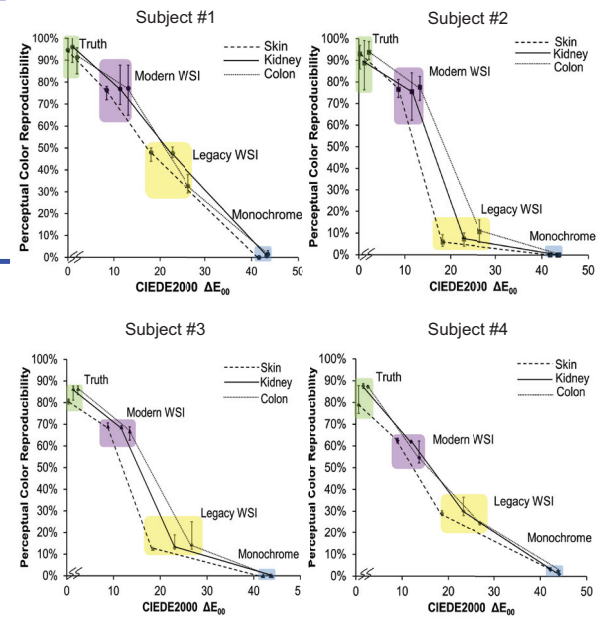 Subject #1
Perceptual Color Reproducibility
100%
90%
80%
70%
60%
50%
40%
30%
20%
10%
0%
Truth
Modern WSI
Legacy WSI
Monochrome
Skin
Kidney
Colon
0 10 20 30 40 50
CIEDE2000 ΔE00
Subject #2
Perceptual Color Reproducibility
100%
90%
80%
70%
60%
50%
40%
30%
20%
10%
0%
Truth
Modern WSI
Legacy WSI
Monochrome
Skin
Kidney
Colon
0 10 20 30 40 50
CIEDE2000 ΔE00
Subject #3
Perceptual Color Reproducibility
100%
90%
80%
70%
60%
50%
40%
30%
20%
10%
0%
Truth
Modern WSI
Legacy WSI
Monochrome
Skin
Kidney
Colon
0 10 20 30 40 5
CIEDE2000 ΔE00
Subject #4
Perceptual Color Reproducibility
100%
90%
80%
70%
60%
50%
40%
30%
20%
10%
0%
Truth
Modern WSI
Legacy WSI
Monochrome
Skin
Kidney
Colon
0 10 20 30 40 50
CIEDE2000 ΔE00